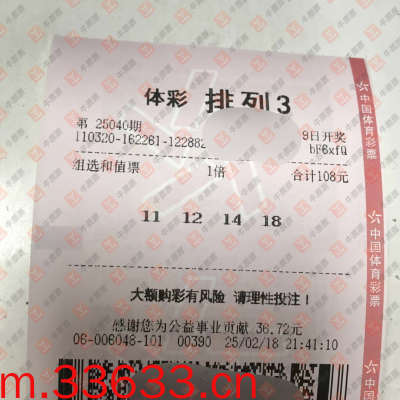 体彩 排列3
第 25040期 9日开奖
110320-162261-122882 bF6xfQ
组选和值票 1倍 合计108元
11 12 14 18
大额购彩有风险 请理性投注！
感谢您为公益事业贡献 36.72元
06-006048-101 00390 25/02/18 21:41:10
中国体育彩票
中国体育彩票
m.33633.cn